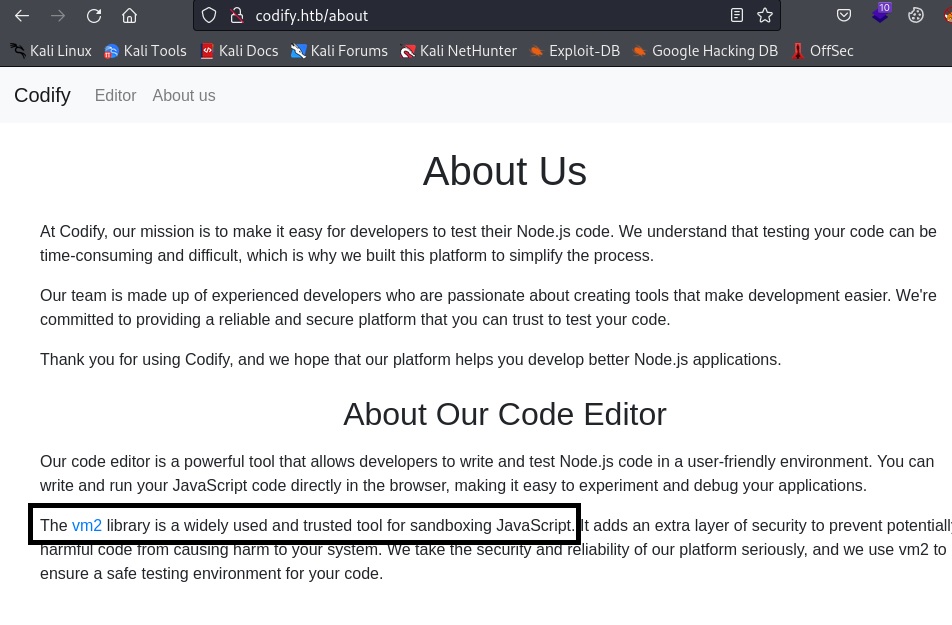 codify.htb/about
10
Kali Linux Kali Tools Kali Docs Kali Forums Kali NetHunter Exploit-DB Google Hacking DB OffSec
Codify Editor About us
About Us
At Codify, our mission is to make it easy for developers to test their Node.js code. We understand that testing your code can be
time-consuming and difficult, which is why we built this platform to simplify the process.
Our team is made up of experienced developers who are passionate about creating tools that make development easier. We're
committed to providing a reliable and secure platform that you can trust to test your code.
Thank you for using Codify, and we hope that our platform helps you develop better Node.js applications.
About Our Code Editor
Our code editor is a powerful tool that allows developers to write and test Node.js code in a user-friendly environment. You can
write and run your JavaScript code directly in the browser, making it easy to experiment and debug your applications.
The vm2 library is a widely used and trusted tool for sandboxing JavaScript. It adds an extra layer of security to prevent potentiall
harmful code from causing harm to your system. We take the security and reliability of our platform seriously, and we use vm2 to
ensure a safe testing environment for your code.